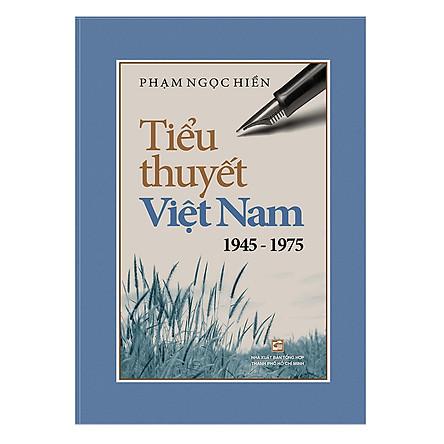 PHẠM NGỌC HIỀN
Tiểu
thuyết
Việt Nam
1945 - 1975
NHÀ XUẤT BẢN TỔNG HỢP
THÀNH PHỐ HỒ CHÍ MINH